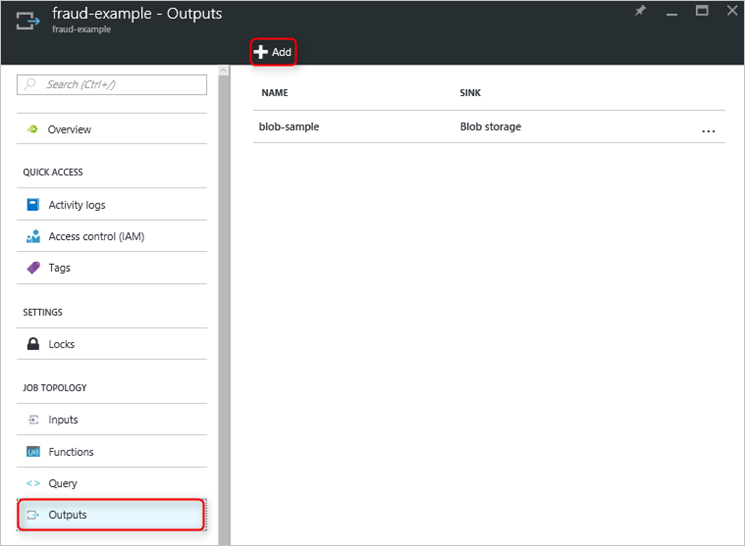 fraud-example - Outputs
fraud-example
Add
Search (Ctrl+/)
Overview
QUICK ACCESS
Activity logs
Access control (IAM)
Tags
SETTINGS
Locks
JOB TOPOLOGY
Inputs
Functions
Query
Outputs
NAME SINK
blob-sample Blob storage ...